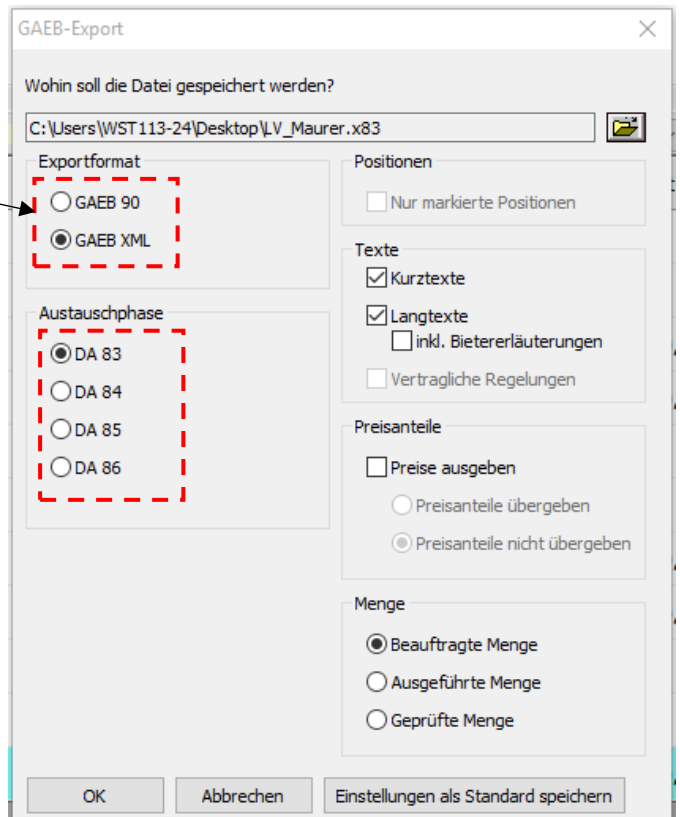 GAEB-Export
Wohin soll die Datei gespeichert werden?
C:\Users\WST113-24\Desktop\LV_Maurer.x83
Exportformat
GAEB 90
GAEB XML
Austauschphase
DA 83
DA 84
DA 85
DA 86
Positionen
Nur markierte Positionen
Texte
Kurztexte
Langtexte
inkl. Bietererläuterungen
Vertragliche Regelungen
Preisanteile
Preise ausgeben
Preisanteile übergeben
Preisanteile nicht übergeben
Menge
Beauftragte Menge
Ausgeführte Menge
Geprüfte Menge
OK
Abbrechen
Einstellungen als Standard speichern